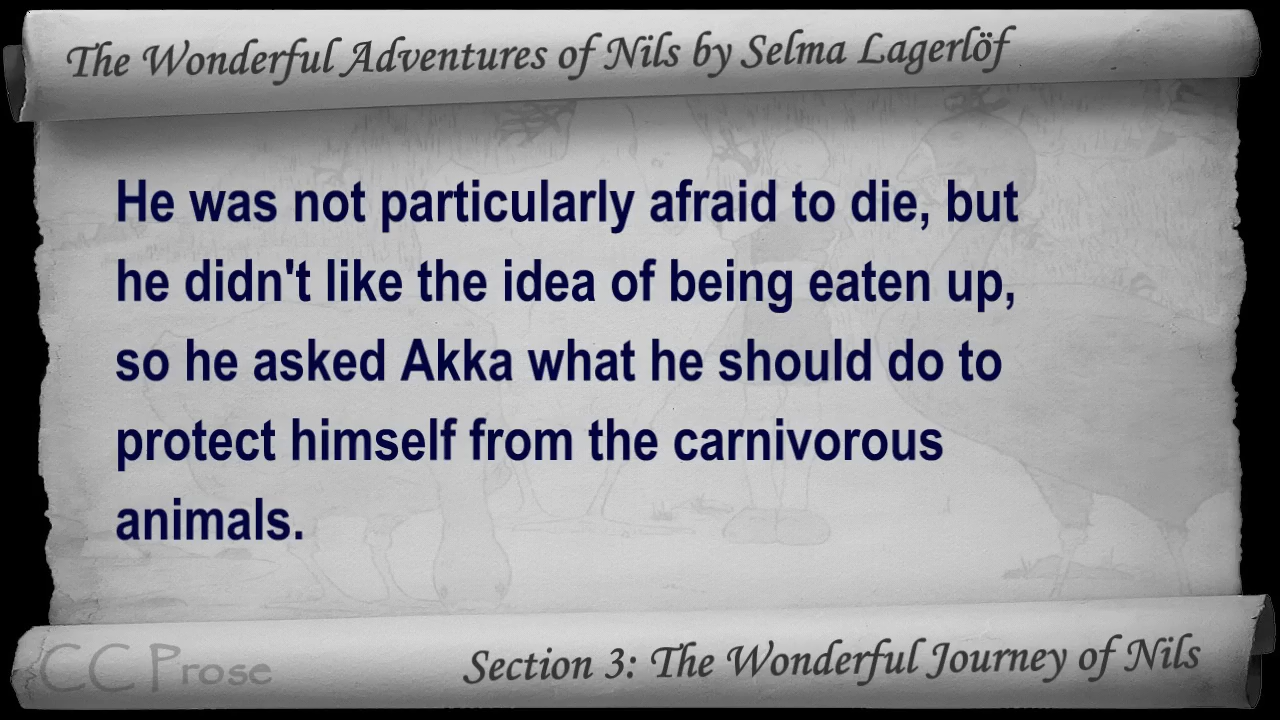 The Wonderful Adventures of Nils by Selma Lagerlöf
He was not particularly afraid to die, but
he didn't like the idea of being eaten up,
so he asked Akka what he should do to
protect himself from the carnivorous
animals.
CC Prose
Section 3: The Wonderful Journey of Nils